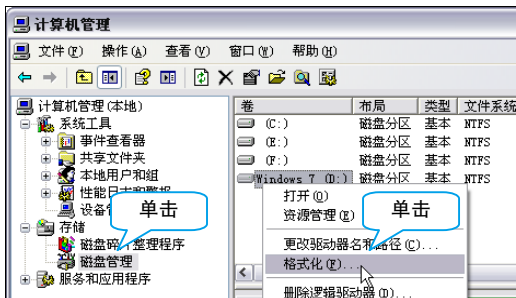 计算机管理
文件(F) 操作(A) 查看(V) 窗口(W) 帮助(H)
计算机管理(本地)
系统工具
事件查看器
共享文件夹
本地用户和组
性能日志和警报
设备管
存储
磁盘碎片整理程序
磁盘管理
服务和应用程序
单击
卷 布局 类型 文件系统
(C:) 磁盘分区 基本 NTFS
(E:) 磁盘分区 基本 NTFS
(F:) 磁盘分区 基本 NTFS
Windows 7 (D:) 磁盘分区 基本 NTFS
打开(O)
资源管理(E)
单击
更改驱动器名和路径(C)...
格式化(F)...
删除逻辑驱动器(D)...